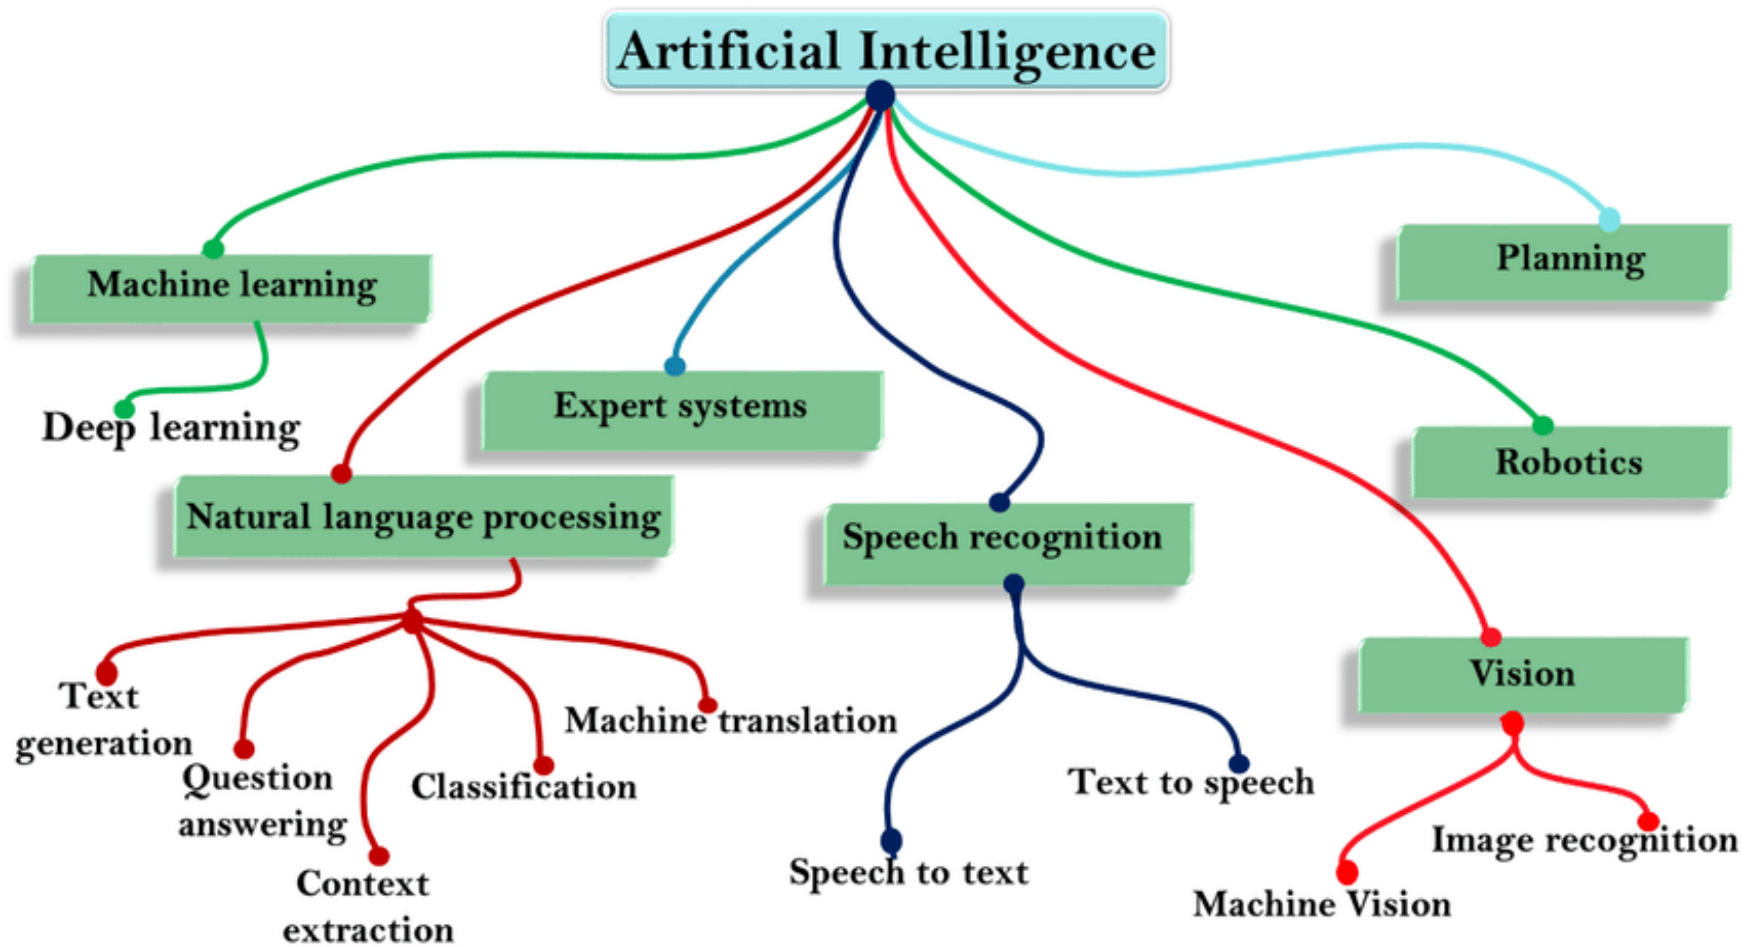 Artificial Intelligence
Planning
Machine learning
Expert systems
Deep learning
Robotics
Natural language processing
Speech recognition
Vision
Text
generation
Machine translation
Question
answering
Classification
Text to speech
Image recognition
Speech to text
Context
extraction
Machine Vision